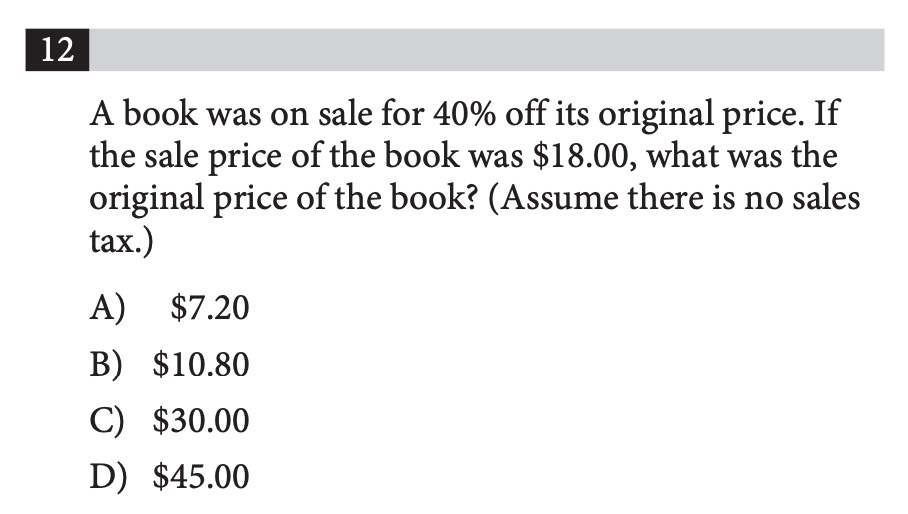 12
A book was on sale for 40% off its original price. If
the sale price of the book was $18.00, what was the
original price of the book? (Assume there is no sales
tax.)
A) $7.20
B) $10.80
C) $30.00
D) $45.00